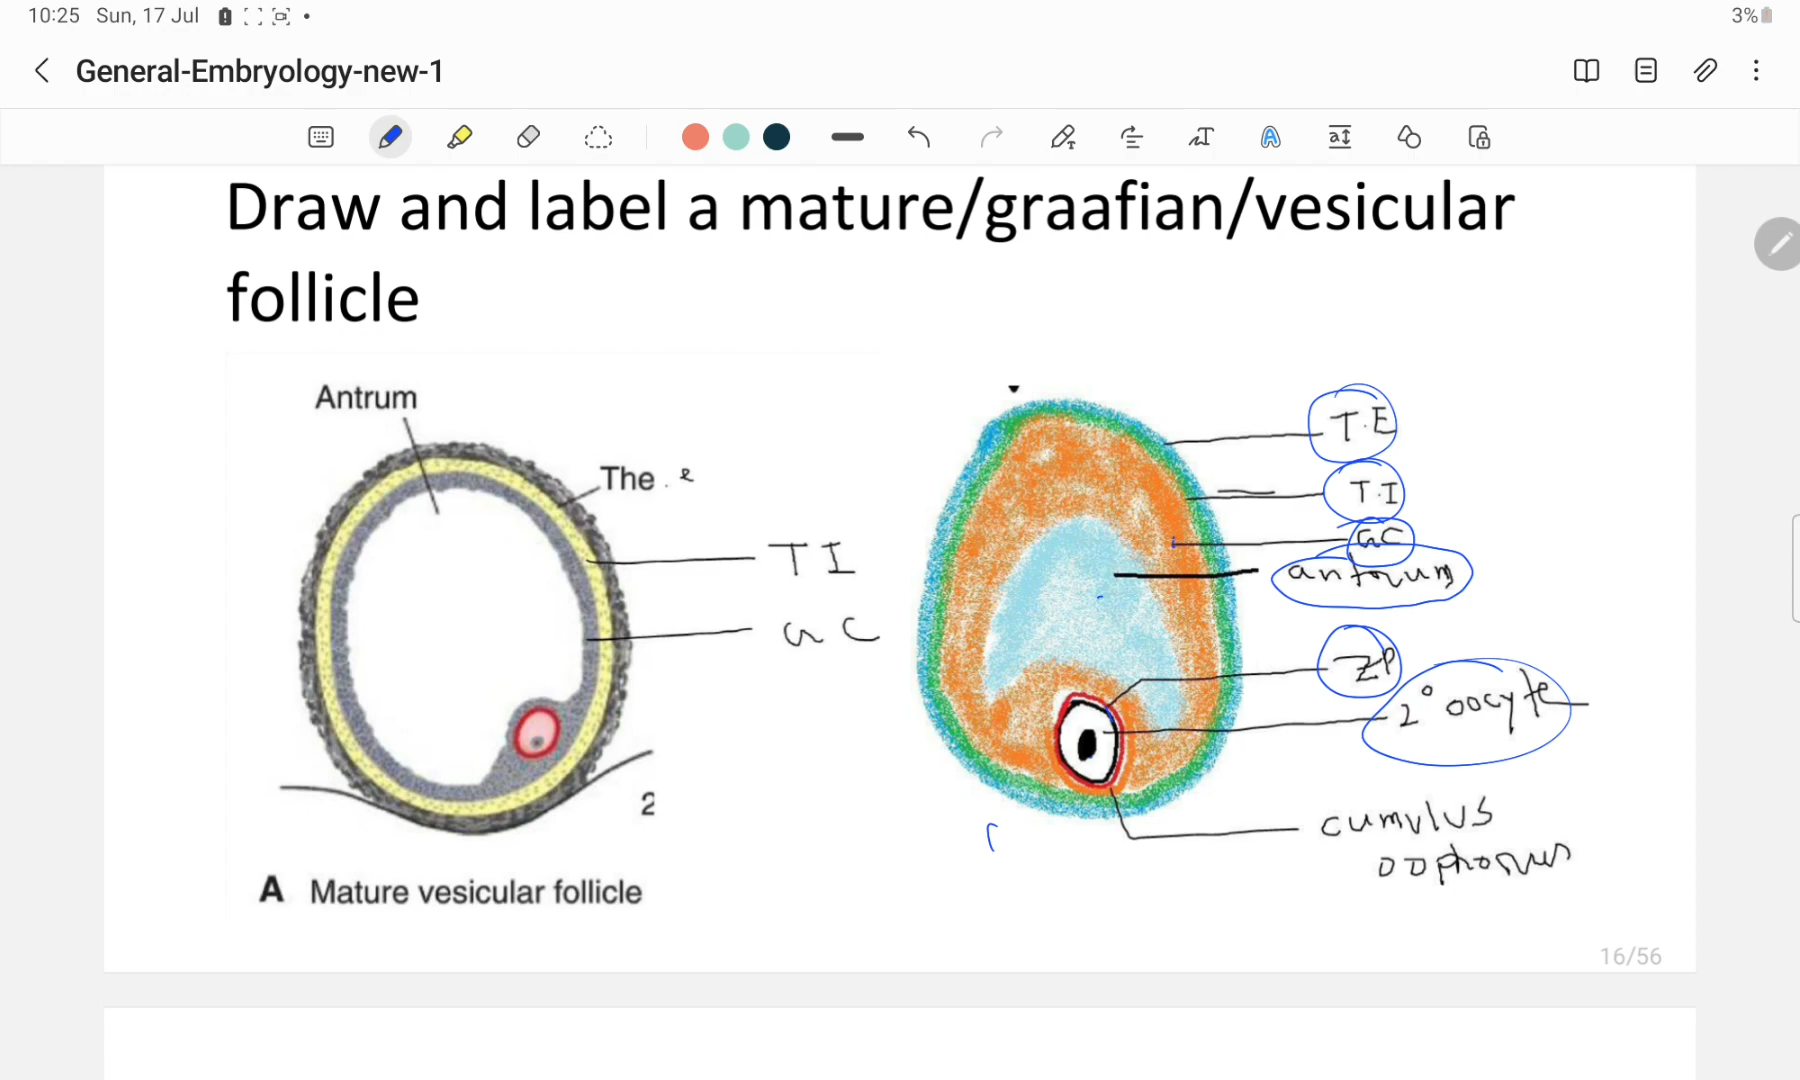 10:25 Sun, 17 Jul
3%
General-Embryology-new-1
Draw and label a mature/graafian/vesicular
follicle
Antrum
The . e
T I
G C
2
A Mature vesicular follicle
T.E
T.I
GC
antrum
ZP
2° oocyte
cumulus
oophorus
16/56